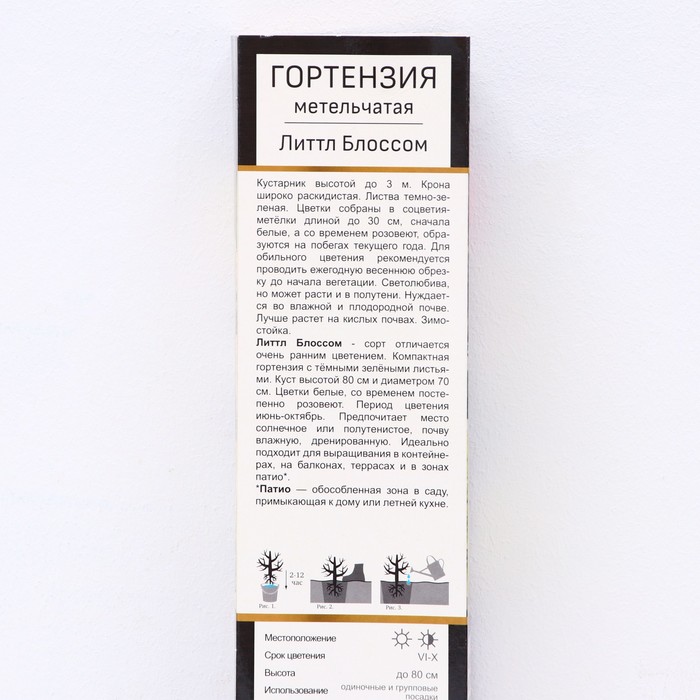 ГОРТЕНЗИЯ
метельчатая
Литтл Блоссом
Кустарник высотой до 3 м. Крона
широко раскидистая. Листва темно-зе-
леная. Цветки собраны в соцветия-
метёлки длиной до 30 см, сначала
белые, а со временем розовеют, обра-
зуются на побегах текущего года. Для
обильного цветения рекомендуется
проводить ежегодную весеннюю обрез-
ку до начала вегетации. Светолюбива,
но может расти и в полутени. Нуждает-
ся во влажной и плодородной почве.
Лучше растет на кислых почвах. Зимо-
стойка.
Литтл Блоссом - сорт отличается
очень ранним цветением. Компактная
гортензия с тёмными зелёными листья-
ми. Куст высотой 80 см и диаметром 70
см. Цветки белые, со временем посте-
пенно розовеют. Период цветения
июнь-октябрь. Предпочитает место
солнечное или полутенистое, почву
влажную, дренированную. Идеально
подходит для выращивания в контейне-
рах, на балконах, террасах и в зонах
патио*.
*Патио — обособленная зона в саду,
примыкающая к дому или летней кухне.
2-12
час
Рис. 1. Рис. 2. Рис. 3.
Местоположение
Срок цветения VI-X
Высота до 80 см
Использование одиночные и групповые
посадки